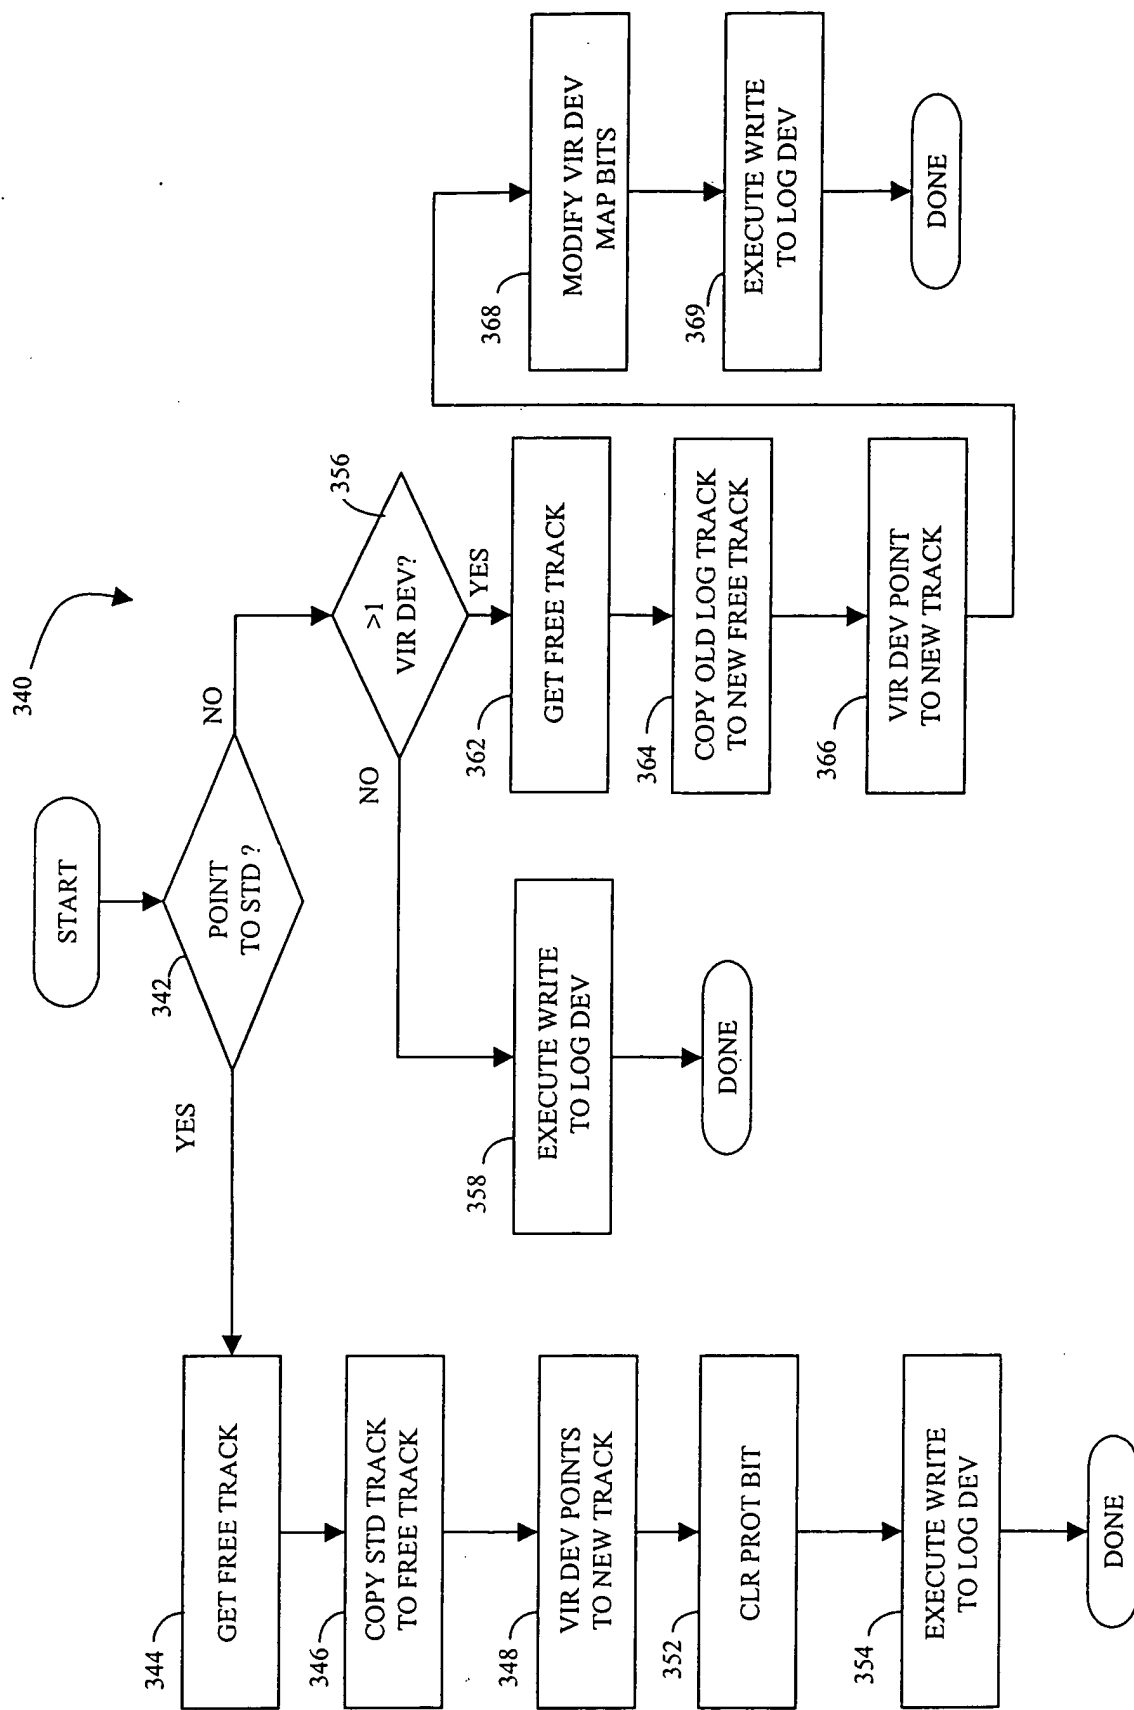 340
START
342
POINT
TO STD ?
YES
NO
344
GET FREE TRACK
346
COPY STD TRACK
TO FREE TRACK
348
VIR DEV POINTS
TO NEW TRACK
352
CLR PROT BIT
354
EXECUTE WRITE
TO LOG DEV
DONE
356
>1
VIR DEV?
NO
YES
358
EXECUTE WRITE
TO LOG DEV
DONE
362
GET FREE TRACK
364
COPY OLD LOG TRACK
TO NEW FREE TRACK
366
VIR DEV POINT
TO NEW TRACK
368
MODIFY VIR DEV
MAP BITS
369
EXECUTE WRITE
TO LOG DEV
DONE